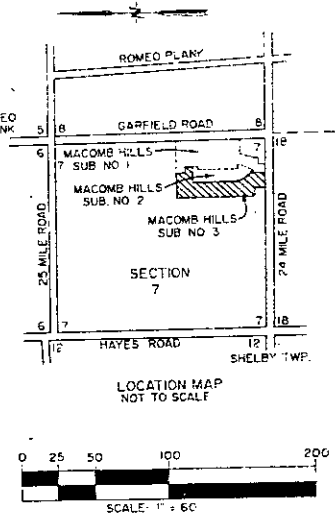 ROMEO PLANK
EO
NK
5 8 GARFIELD ROAD 8
6 7 MACOMB HILLS 7 18
SUB NO 1
MACOMB HILLS
SUB. NO 2
MACOMB HILLS
SUB NO 3
25 MILE ROAD
24 MILE ROAD
SECTION
7
6 7 7 18
12 HAYES ROAD 12
SHELBY TWP.
LOCATION MAP
NOT TO SCALE
0 25 50 100 200
SCALE: 1" = 60